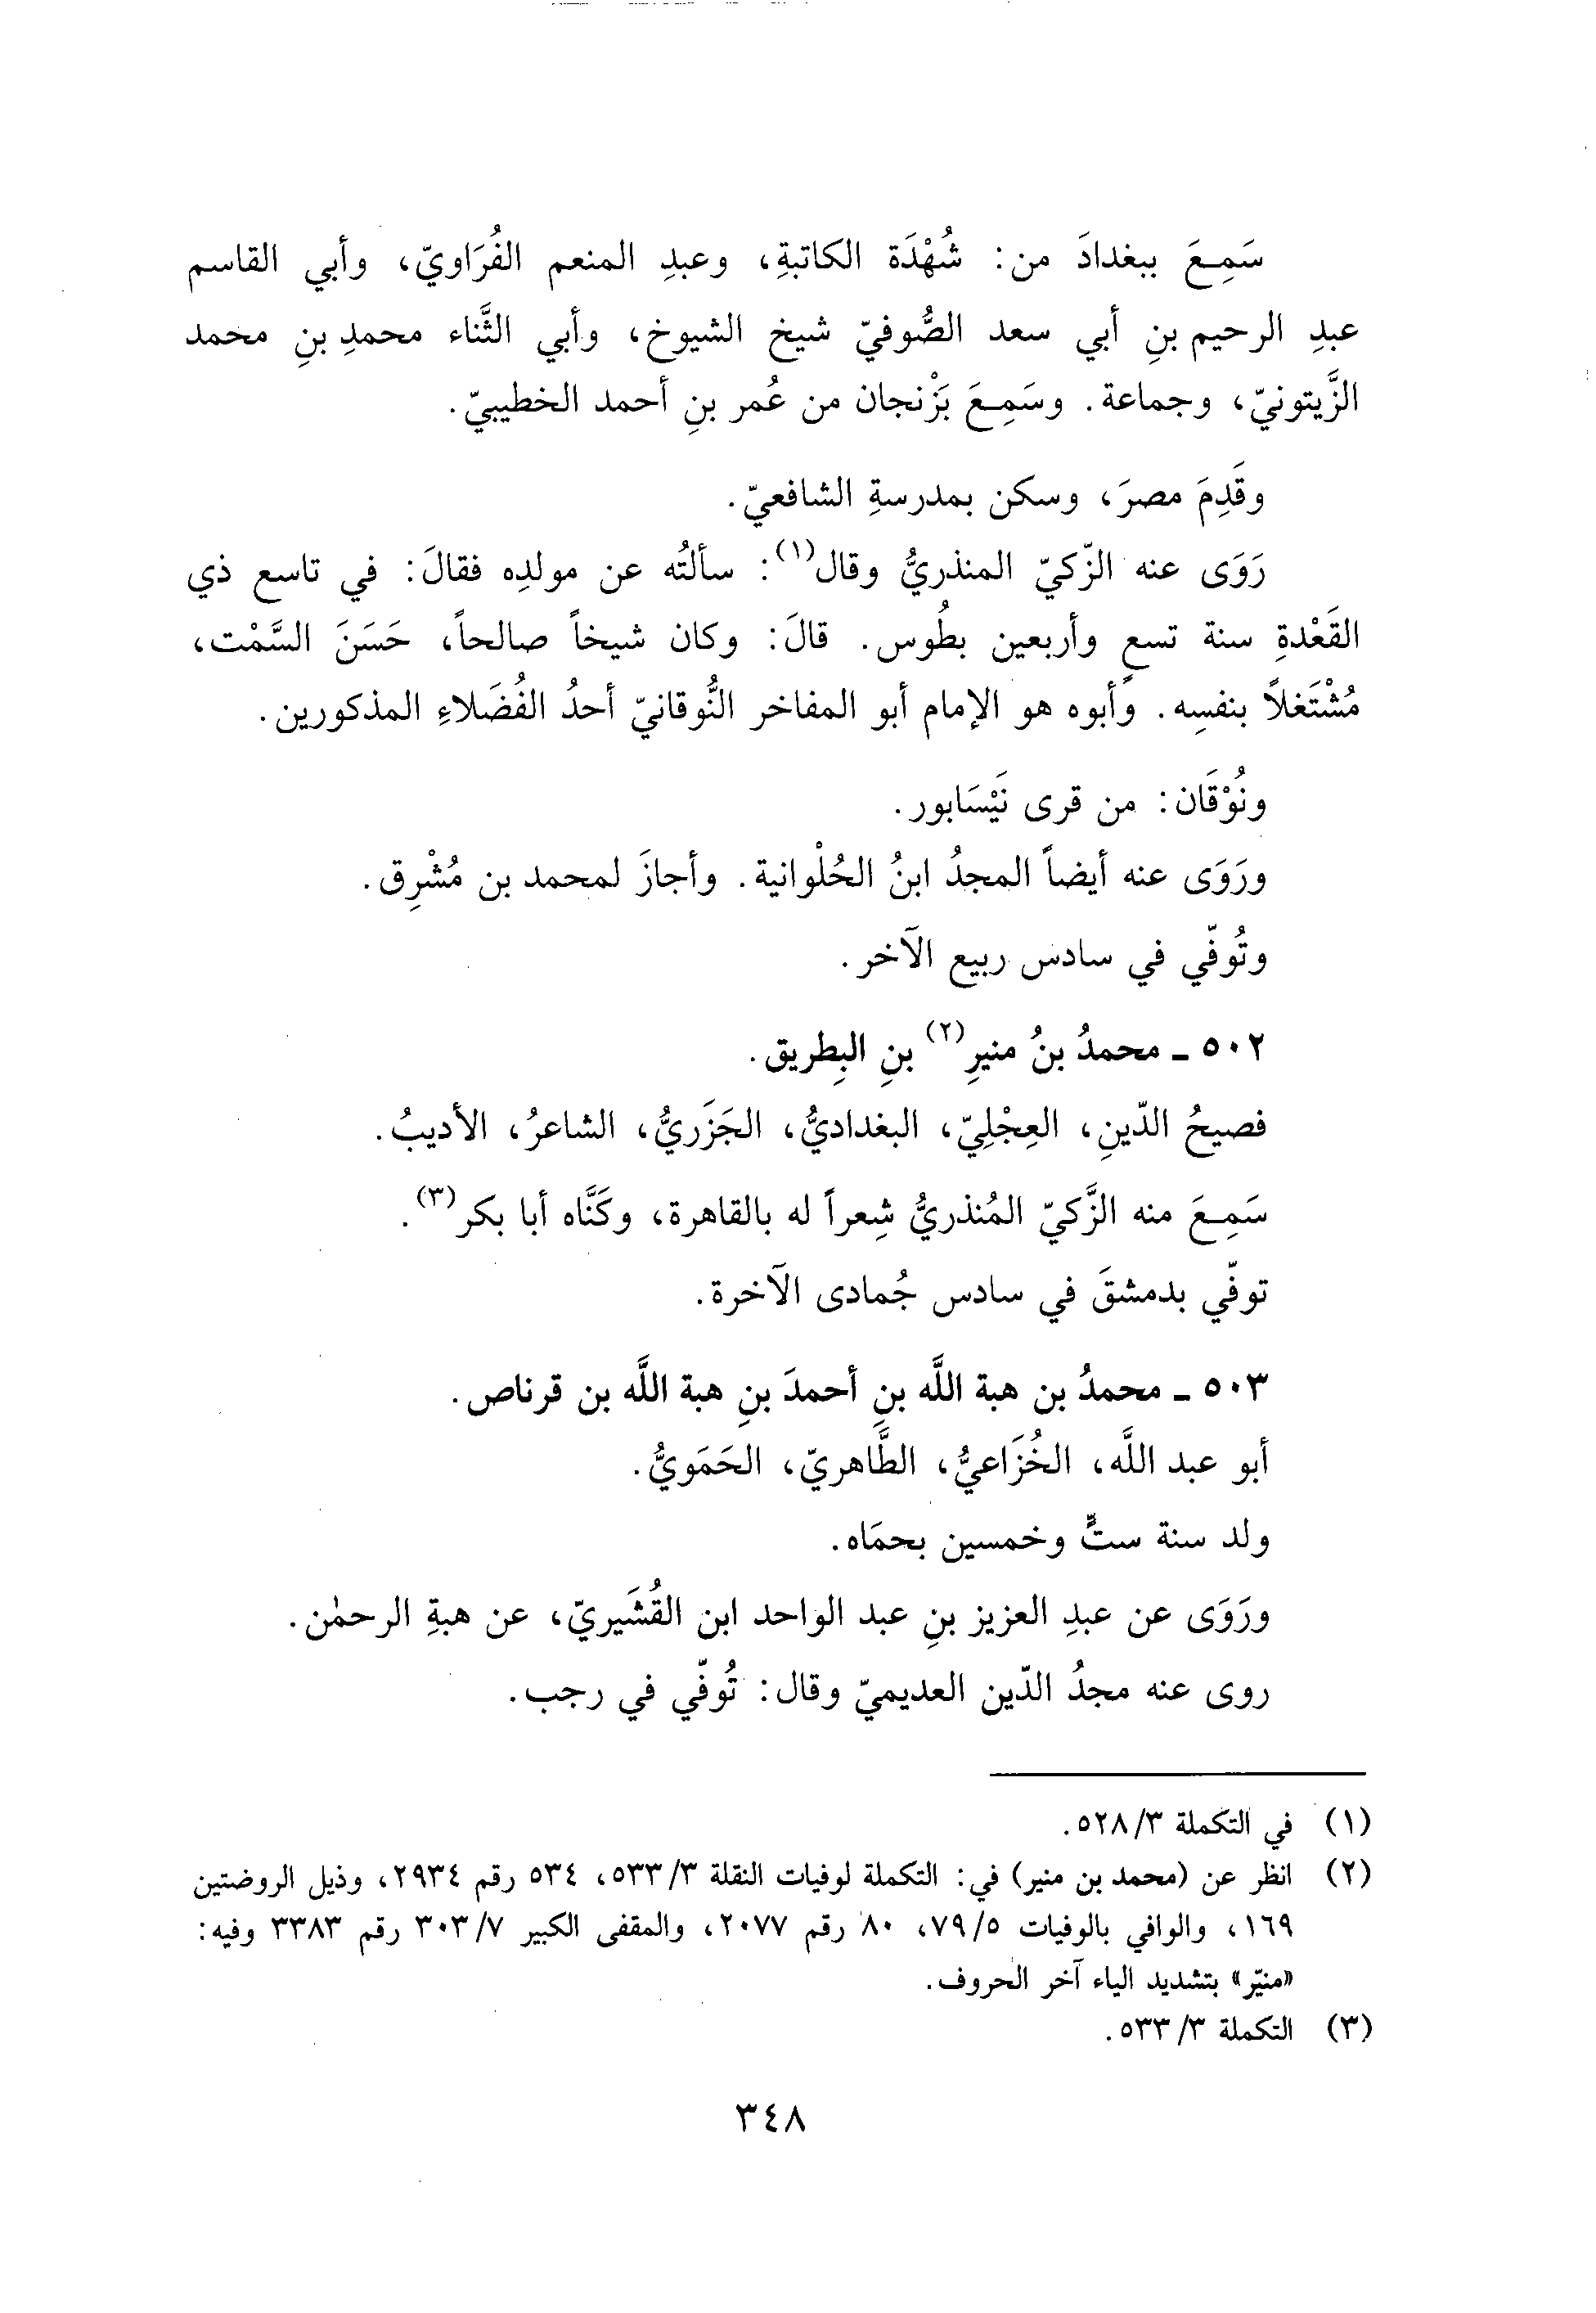 سَمِعَ ببغدادَ من: شُهْدَة الكاتبةِ، وعبدِ المنعم الفُرَاويّ، وأبي القاسم
عبدِ الرحيم بنِ أبي سعد الصُّوفيّ شيخ الشيوخ، وأبي الثَّناء محمدِ بنِ محمد
الزَّيتونيّ، وجماعة. وسَمِعَ بَزْنجان من عُمر بنِ أحمد الخطيبيّ.
وقَدِمَ مصرَ، وسكن بمدرسةِ الشافعيّ.
رَوَى عنه الزّكيّ المنذريُّ وقال(١): سألتُه عن مولدِه فقالَ: في تاسع ذي
القَعْدةِ سنة تسعٍ وأربعين بطُوس. قالَ: وكان شيخاً صالحاً، حَسَنَ السَّمْت،
مُشْتَغلاً بنفسِه. وأبوه هو الإمام أبو المفاخر النُّوقانيّ أحدُ الفُضَلاءِ المذكورين.
ونُوْقَان: من قرى نَيْسَابور.
ورَوَى عنه أيضاً المجدُ ابنُ الحُلْوانية. وأجازَ لمحمد بن مُشْرِق.
وتُوفّي في سادس ربيع الآخر.
٥٠٢ ـ محمدُ بنُ منيرِ(٢) بنِ البِطريق.
فصيحُ الدّينِ، العِجْلِيّ، البغداديُّ، الجَزَريُّ، الشاعرُ، الأديبُ.
سَمِعَ منه الزَّكيّ المُنذريُّ شِعراً له بالقاهرة، وكَنَّاه أبا بكر(٣).
توفّي بدمشقَ في سادس جُمادى الآخرة.
٥٠٣ ـ محمدُ بن هبة اللَّه بنِ أحمدَ بنِ هبة اللَّه بن قرناص.
أبو عبد اللَّه، الخُزَاعيُّ، الطَّاهريّ، الحَمَويُّ.
ولد سنة ستٍّ وخمسين بحمَاه.
ورَوَى عن عبدِ العزيز بنِ عبد الواحد ابن القُشَيريّ، عن هبةِ الرحمٰن.
روى عنه مجدُ الدّين العديميّ وقال: تُوفّي في رجب.
(١) في التكملة ٥٢٨/٣.
(٢) انظر عن (محمد بن منير) في: التكملة لوفيات النقلة ٥٣٣/٣، ٥٣٤ رقم ٢٩٣٤، وذيل الروضتين
١٦٩، والوافي بالوفيات ٧٩/٥، ٨٠ رقم ٢٠٧٧، والمقفى الكبير ٣٠٣/٧ رقم ٣٣٨٣ وفيه:
«منيّر» بتشديد الياء آخر الحروف.
(٣) التكملة ٥٣٣/٣.
٣٤٨